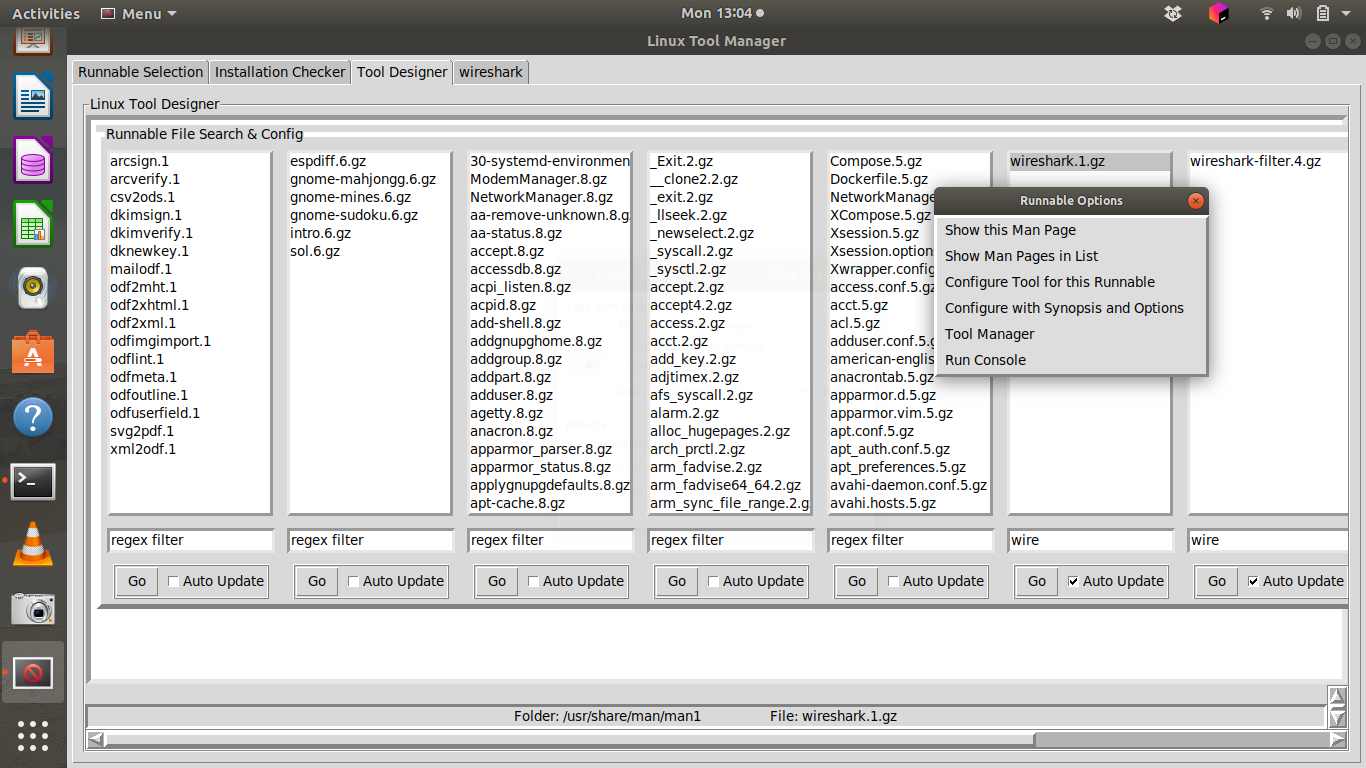 Activities
Menu
Mon 13:04
Linux Tool Manager
Runnable Selection
Installation Checker
Tool Designer
wireshark
Linux Tool Designer
Runnable File Search & Config
arcsign.1
arcverify.1
csv2ods.1
dkimsign.1
dkimverify.1
dknewkey.1
mailodf.1
odf2mht.1
odf2xhtml.1
odf2xml.1
odfimgimport.1
odflint.1
odfmeta.1
odfoutline.1
odfuserfield.1
svg2pdf.1
xml2odf.1
regex filter
Go
Auto Update
espdiff.6.gz
gnome-mahjongg.6.gz
gnome-mines.6.gz
gnome-sudoku.6.gz
intro.6.gz
sol.6.gz
regex filter
Go
Auto Update
30-systemd-environmen
ModemManager.8.gz
NetworkManager.8.gz
aa-remove-unknown.8.g
aa-status.8.gz
accept.8.gz
accessdb.8.gz
acpi_listen.8.gz
acpid.8.gz
add-shell.8.gz
addgnupghome.8.gz
addgroup.8.gz
addpart.8.gz
adduser.8.gz
agetty.8.gz
anacron.8.gz
apparmor_parser.8.gz
apparmor_status.8.gz
applygnupgdefaults.8.gz
apt-cache.8.gz
regex filter
Go
Auto Update
_Exit.2.gz
__clone2.2.gz
_exit.2.gz
_llseek.2.gz
_newselect.2.gz
_syscall.2.gz
_sysctl.2.gz
accept.2.gz
accept4.2.gz
access.2.gz
acct.2.gz
add_key.2.gz
adjtimex.2.gz
afs_syscall.2.gz
alarm.2.gz
alloc_hugepages.2.gz
arch_prctl.2.gz
arm_fadvise.2.gz
arm_fadvise64_64.2.gz
arm_sync_file_range.2.g
regex filter
Go
Auto Update
Compose.5.gz
Dockerfile.5.gz
NetworkManag
XCompose.5.gz
Xsession.5.gz
Xsession.option
Xwrapper.config
access.conf.5.gz
acct.5.gz
acl.5.gz
adduser.conf.5.g
american-englis
anacrontab.5.gz
apparmor.d.5.gz
apparmor.vim.5.gz
apt.conf.5.gz
apt_auth.conf.5.gz
apt_preferences.5.gz
avahi-daemon.conf.5.gz
avahi.hosts.5.gz
regex filter
Go
Auto Update
wireshark.1.gz
wire
Go
Auto Update
wireshark-filter.4.gz
wire
Go
Auto Update
Runnable Options
Show this Man Page
Show Man Pages in List
Configure Tool for this Runnable
Configure with Synopsis and Options
Tool Manager
Run Console
Folder: /usr/share/man/man1
File: wireshark.1.gz